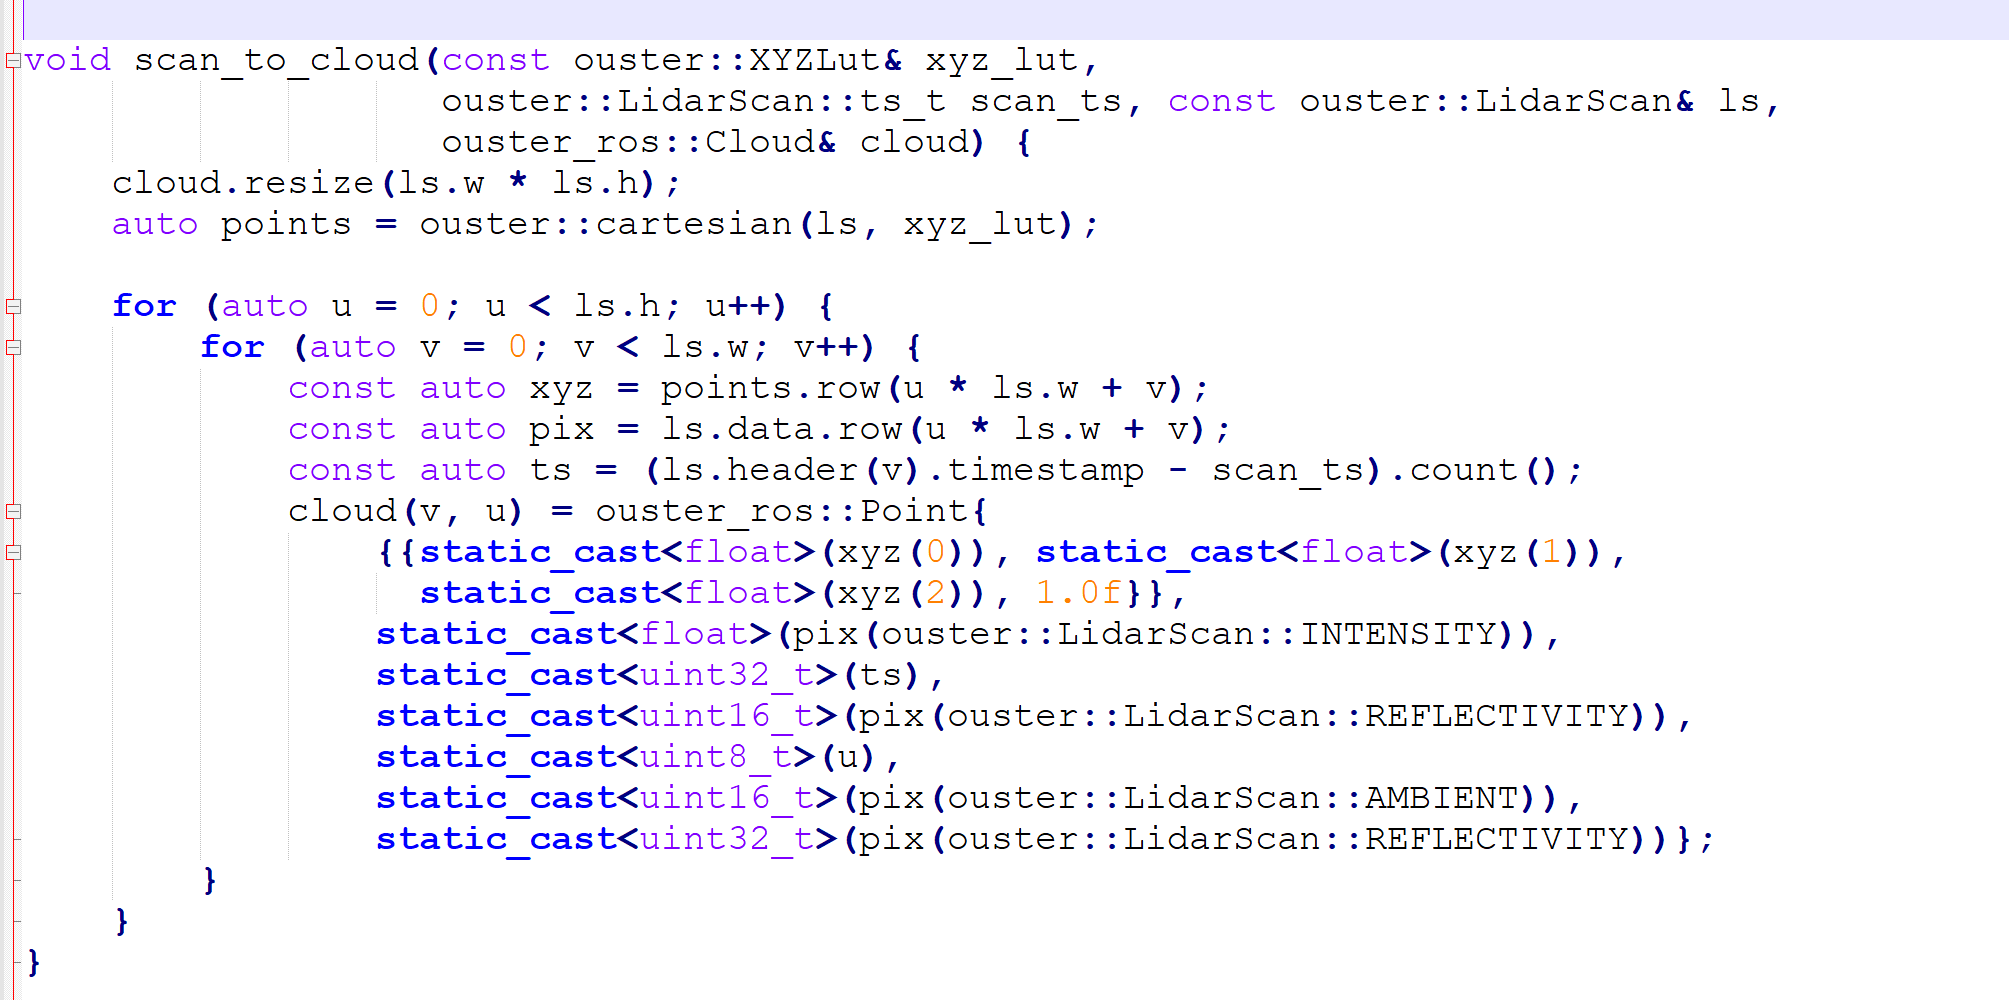 void scan_to_cloud(const ouster::XYZLut& xyz_lut,
                   ouster::LidarScan::ts_t scan_ts, const ouster::LidarScan& ls,
                   ouster_ros::Cloud& cloud) {
    cloud.resize(ls.w * ls.h);
    auto points = ouster::cartesian(ls, xyz_lut);

    for (auto u = 0; u < ls.h; u++) {
        for (auto v = 0; v < ls.w; v++) {
            const auto xyz = points.row(u * ls.w + v);
            const auto pix = ls.data.row(u * ls.w + v);
            const auto ts = (ls.header(v).timestamp - scan_ts).count();
            cloud(v, u) = ouster_ros::Point{
                {{static_cast<float>(xyz(0)), static_cast<float>(xyz(1)),
                  static_cast<float>(xyz(2)), 1.0f}},
                static_cast<float>(pix(ouster::LidarScan::INTENSITY)),
                static_cast<uint32_t>(ts),
                static_cast<uint16_t>(pix(ouster::LidarScan::REFLECTIVITY)),
                static_cast<uint8_t>(u),
                static_cast<uint16_t>(pix(ouster::LidarScan::AMBIENT)),
                static_cast<uint32_t>(pix(ouster::LidarScan::REFLECTIVITY))};
        }
    }
}